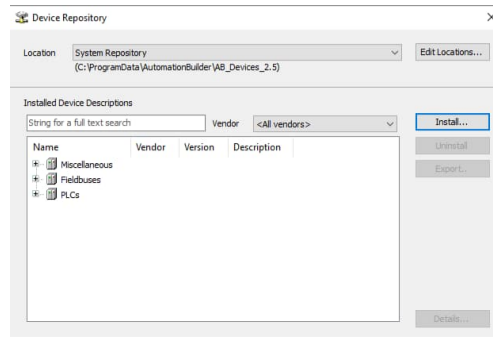 Device Repository
Location System Repository Edit Locations...
(C:\ProgramData\AutomationBuilder\AB_Devices_2.5)
Installed Device Descriptions
String for a full text search Vendor <All vendors> Install...
Name Vendor Version Description Uninstall
Miscellaneous Export...
Fieldbuses
PLCs
Details...